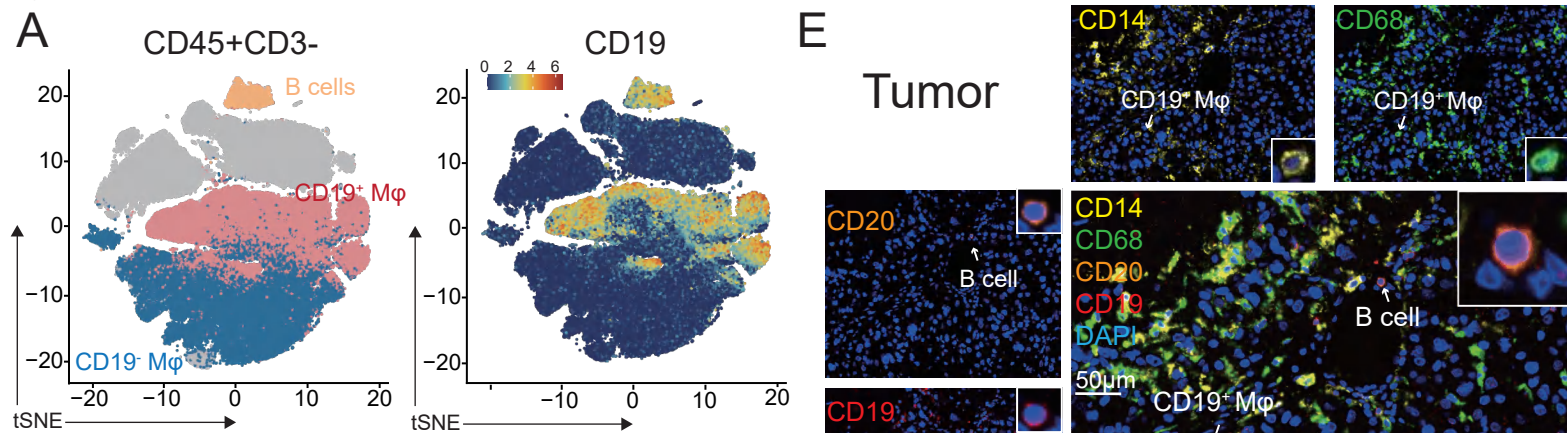 A
CD45+CD3-
B cells
CD19⁺ Mφ
CD19⁻ Mφ
20
10
0
−10
−20
−20
−10
0
10
20
tSNE
CD19
0 2 4 6
20
10
0
−10
−20
−10
0
10
20
tSNE
E
Tumor
CD14
CD19⁺ Mφ
CD68
CD19⁺ Mφ
CD20
B cell
CD19
CD14
CD68
CD20
CD19
DAPI
B cell
50μm
CD19⁺ Mφ